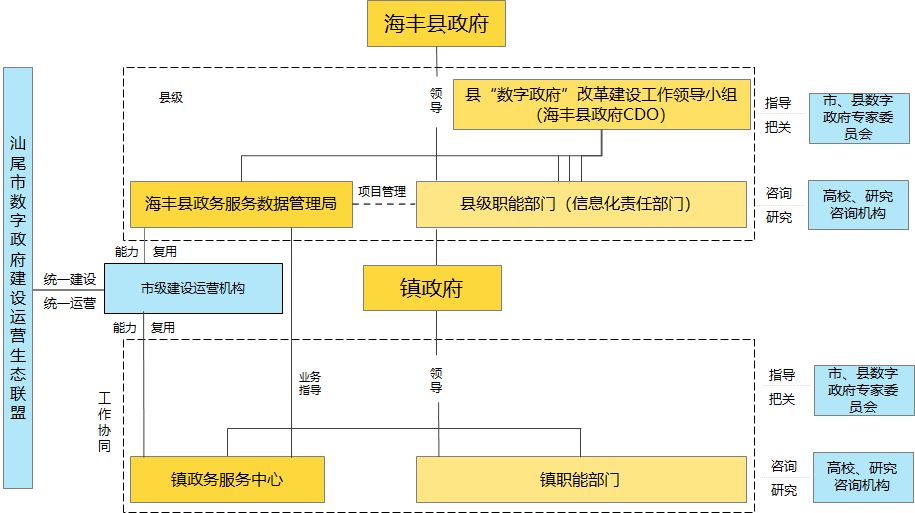 海丰县政府
县级
领
导
县“数字政府”改革建设工作领导小组
（海丰县政府CDO）
指导
把关
市、县数字
政府专家委
员会
海丰县政务服务数据管理局
项目管理
县级职能部门（信息化责任部门）
咨询
研究
高校、研究
咨询机构
汕尾市数字政府建设运营生态联盟
能力 复用
统一建设
统一运营
市级建设运营机构
镇政府
能力 复用
工作协同
业务
指导
领
导
指导
把关
市、县数字
政府专家委
员会
镇政务服务中心
镇职能部门
咨询
研究
高校、研究
咨询机构